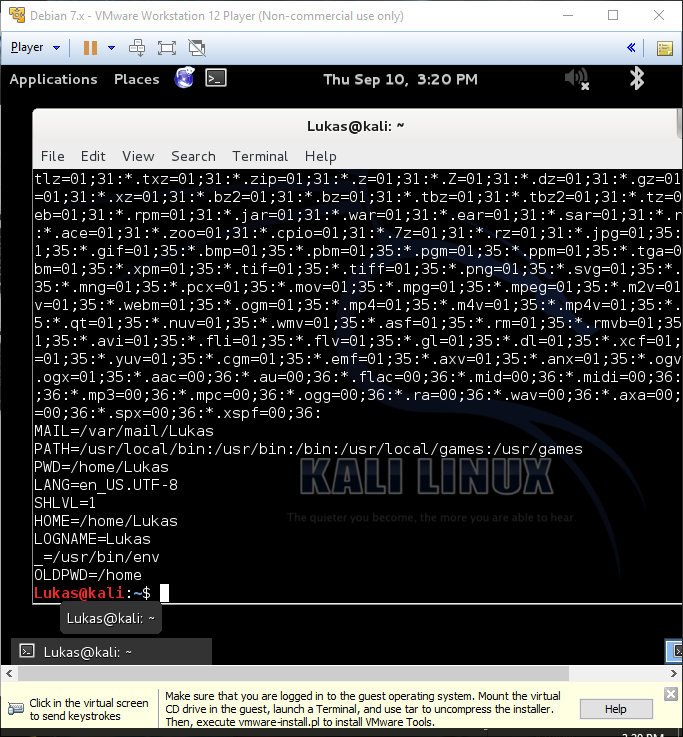 Debian 7.x - VMware Workstation 12 Player (Non-commercial use only)
Player
Applications Places Thu Sep 10, 3:20 PM
Lukas@kali: ~
File Edit View Search Terminal Help
tlz=01;31:*.txz=01;31:*.zip=01;31:*.z=01;31:*.Z=01;31:*.dz=01;31:*.gz=01
=01;31:*.xz=01;31:*.bz2=01;31:*.bz=01;31:*.tbz=01;31:*.tbz2=01;31:*.tz=0
eb=01;31:*.rpm=01;31:*.jar=01;31:*.war=01;31:*.ear=01;31:*.sar=01;31:*.r
:*.ace=01;31:*.zoo=01;31:*.cpio=01;31:*.7z=01;31:*.rz=01;31:*.jpg=01;35:
1;35:*.gif=01;35:*.bmp=01;35:*.pbm=01;35:*.pgm=01;35:*.ppm=01;35:*.tga=0
bm=01;35:*.xpm=01;35:*.tif=01;35:*.tiff=01;35:*.png=01;35:*.svg=01;35:*.
35:*.mng=01;35:*.pcx=01;35:*.mov=01;35:*.mpg=01;35:*.mpeg=01;35:*.m2v=01
v=01;35:*.webm=01;35:*.ogm=01;35:*.mp4=01;35:*.m4v=01;35:*.mp4v=01;35:*.
5:*.qt=01;35:*.nuv=01;35:*.wmv=01;35:*.asf=01;35:*.rm=01;35:*.rmvb=01;35
1;35:*.avi=01;35:*.fli=01;35:*.flv=01;35:*.gl=01;35:*.dl=01;35:*.xcf=01;
=01;35:*.yuv=01;35:*.cgm=01;35:*.emf=01;35:*.axv=01;35:*.anx=01;35:*.ogv
.ogx=01;35:*.aac=00;36:*.au=00;36:*.flac=00;36:*.mid=00;36:*.midi=00;36:
;36:*.mp3=00;36:*.mpc=00;36:*.ogg=00;36:*.ra=00;36:*.wav=00;36:*.axa=00;
=00;36:*.spx=00;36:*.xspf=00;36:
MAIL=/var/mail/Lukas
PATH=/usr/local/bin:/usr/bin:/bin:/usr/local/games:/usr/games
PWD=/home/Lukas
LANG=en_US.UTF-8
KALI LINUX
SHLVL=1
HOME=/home/Lukas
The quieter you become, the more you are able to hear.
LOGNAME=Lukas
_=/usr/bin/env
OLDPWD=/home
Lukas@kali:~$
Lukas@kali: ~
Lukas@kali: ~
Click in the virtual screen
to send keystrokes
Make sure that you are logged in to the guest operating system. Mount the virtual
CD drive in the guest, launch a Terminal, and use tar to uncompress the installer.
Then, execute vmware-install.pl to install VMware Tools.
Help